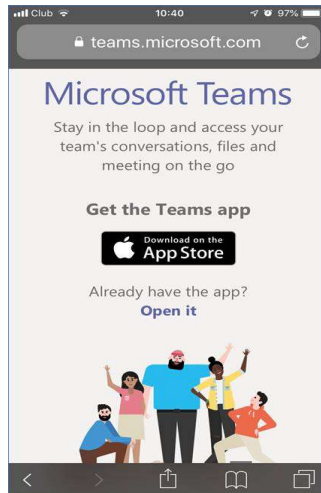 Club 10:40 97%
teams.microsoft.com
Microsoft Teams
Stay in the loop and access your
team's conversations, files and
meeting on the go
Get the Teams app
Download on the
App Store
Already have the app?
Open it